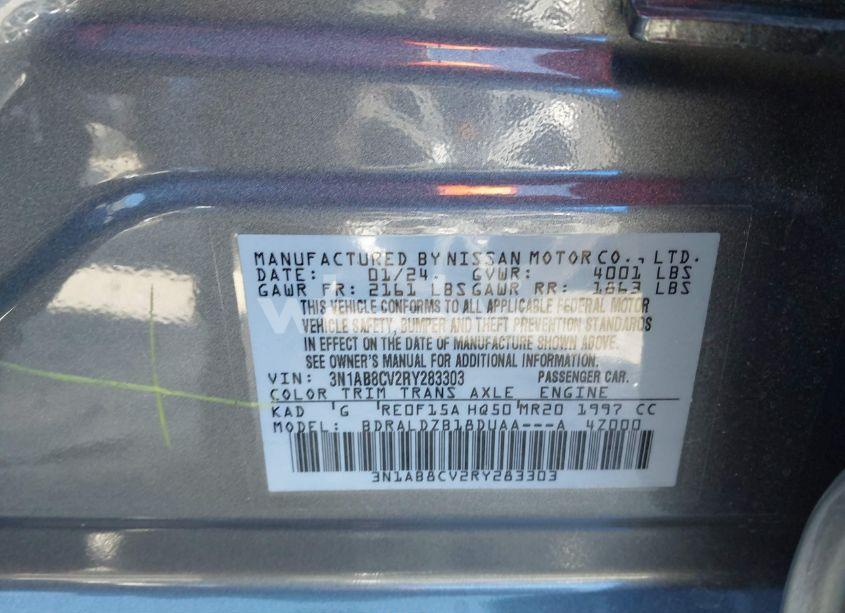 MANUFACTURED BY NISSAN MOTOR CO., LTD.
DATE: 01/24 GVWR: 4001 LBS
GAWR FR: 2161 LBS GAWR RR: 1863 LBS
THIS VEHICLE CONFORMS TO ALL APPLICABLE FEDERAL MOTOR
VEHICLE SAFETY, BUMPER AND THEFT PREVENTION STANDARDS
IN EFFECT ON THE DATE OF MANUFACTURE SHOWN ABOVE.
SEE OWNER'S MANUAL FOR ADDITIONAL INFORMATION.
VIN: 3N1AB8CV2RY283303 PASSENGER CAR.
COLOR TRIM TRANS AXLE ENGINE
KAD G RE0F15A HQ50 MR20 1997 CC
MODEL: BDRALDZB18DUAA---A 4Z000
3N1AB8CV2RY283303